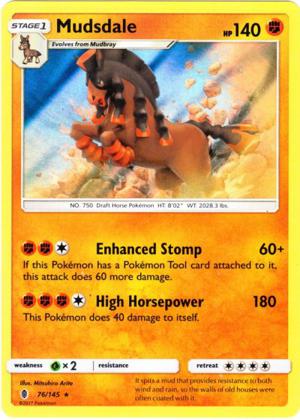 STAGE1
Mudsdale
HP140
Evolves from Mudbray
NO. 750 Draft Horse Pokémon HT: 8'02" WT: 2028.3 lbs.
Enhanced Stomp 60+
If this Pokémon has a Pokémon Tool card attached to it,
this attack does 60 more damage.
High Horsepower 180
This Pokémon does 40 damage to itself.
weakness ×2 resistance retreat
Illus. Mitsuhiro Arita
76/145 ★
©2017 Pokémon
It spits a mud that provides resistance to both
wind and rain, so the walls of old houses were
often coated with it.